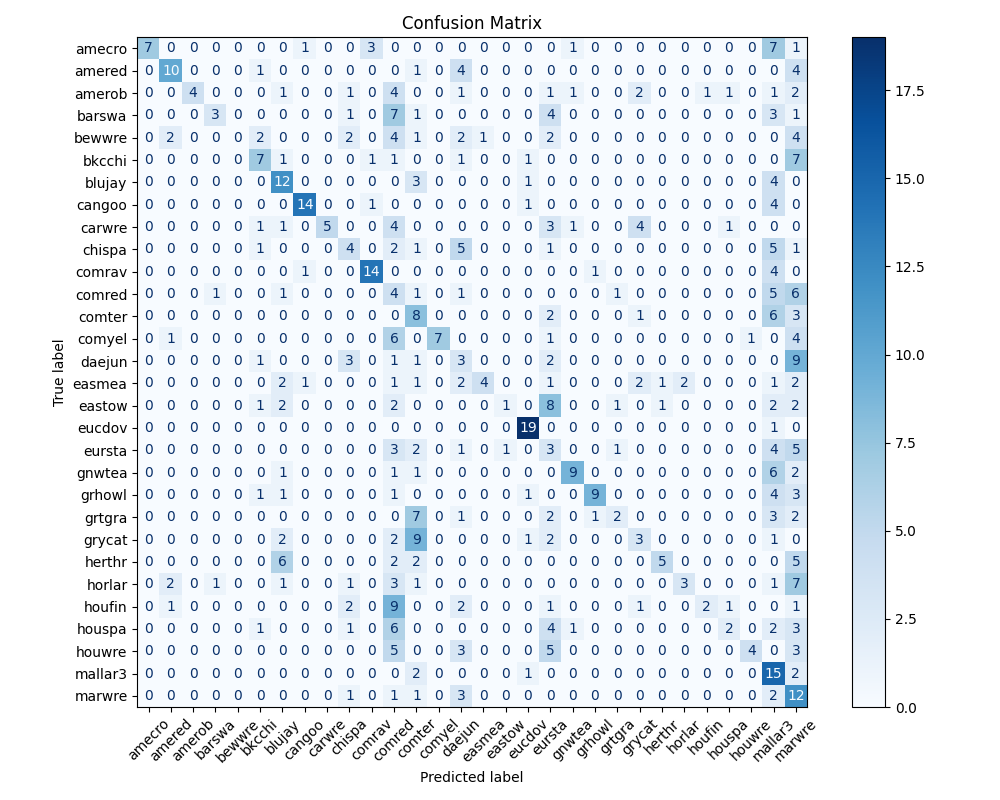 Confusion Matrix
True label
amecro 7 0 0 0 0 0 0 1 0 0 3 0 0 0 0 0 0 0 0 1 0 0 0 0 0 0 0 0 7 1
amered 0 10 0 0 0 1 0 0 0 0 0 0 1 0 4 0 0 0 0 0 0 0 0 0 0 0 0 0 0 4
amerob 0 0 4 0 0 0 1 0 0 1 0 4 0 0 1 0 0 0 1 1 0 0 2 0 0 1 1 0 1 2
barswa 0 0 0 3 0 0 0 0 0 1 0 7 1 0 0 0 0 0 4 0 0 0 0 0 0 0 0 0 3 1
bewwre 0 2 0 0 0 2 0 0 0 2 0 4 1 0 2 1 0 0 2 0 0 0 0 0 0 0 0 0 0 4
bkcchi 0 0 0 0 0 7 1 0 0 0 1 1 0 0 1 0 0 1 0 0 0 0 0 0 0 0 0 0 0 7
blujay 0 0 0 0 0 0 12 0 0 0 0 0 3 0 0 0 0 1 0 0 0 0 0 0 0 0 0 0 4 0
cangoo 0 0 0 0 0 0 0 14 0 0 1 0 0 0 0 0 0 1 0 0 0 0 0 0 0 0 0 0 4 0
carwre 0 0 0 0 0 1 1 0 5 0 0 4 0 0 0 0 0 0 3 1 0 0 4 0 0 0 1 0 0 0
chispa 0 0 0 0 0 1 0 0 0 4 0 2 1 0 5 0 0 0 1 0 0 0 0 0 0 0 0 0 5 1
comrav 0 0 0 0 0 0 0 1 0 0 14 0 0 0 0 0 0 0 0 0 1 0 0 0 0 0 0 0 4 0
comred 0 0 0 1 0 0 1 0 0 0 0 4 1 0 1 0 0 0 0 0 0 1 0 0 0 0 0 0 5 6
comter 0 0 0 0 0 0 0 0 0 0 0 0 8 0 0 0 0 0 2 0 0 0 1 0 0 0 0 0 6 3
comyel 0 1 0 0 0 0 0 0 0 0 0 6 0 7 0 0 0 0 1 0 0 0 0 0 0 0 0 1 0 4
daejun 0 0 0 0 0 1 0 0 0 3 0 1 1 0 3 0 0 0 2 0 0 0 0 0 0 0 0 0 0 9
easmea 0 0 0 0 0 0 2 1 0 0 0 1 1 0 2 4 0 0 1 0 0 0 2 1 2 0 0 0 1 2
eastow 0 0 0 0 0 1 2 0 0 0 0 2 0 0 0 0 1 0 8 0 0 1 0 1 0 0 0 0 2 2
eucdov 0 0 0 0 0 0 0 0 0 0 0 0 0 0 0 0 0 19 0 0 0 0 0 0 0 0 0 0 1 0
eursta 0 0 0 0 0 0 0 0 0 0 0 3 2 0 1 0 1 0 3 0 0 1 0 0 0 0 0 0 4 5
gnwtea 0 0 0 0 0 0 1 0 0 0 0 1 1 0 0 0 0 0 0 9 0 0 0 0 0 0 0 0 6 2
grhowl 0 0 0 0 0 1 1 0 0 0 0 1 0 0 0 0 0 1 0 0 9 0 0 0 0 0 0 0 4 3
grtgra 0 0 0 0 0 0 0 0 0 0 0 0 7 0 1 0 0 0 2 0 1 2 0 0 0 0 0 0 3 2
grycat 0 0 0 0 0 0 2 0 0 0 0 2 9 0 0 0 0 1 2 0 0 0 3 0 0 0 0 0 1 0
herthr 0 0 0 0 0 0 6 0 0 0 0 2 2 0 0 0 0 0 0 0 0 0 0 5 0 0 0 0 0 5
horlar 0 2 0 1 0 0 1 0 0 1 0 3 1 0 0 0 0 0 0 0 0 0 0 0 3 0 0 0 1 7
houfin 0 1 0 0 0 0 0 0 0 2 0 9 0 0 2 0 0 0 1 0 0 0 1 0 0 2 1 0 0 1
houspa 0 0 0 0 0 1 0 0 0 1 0 6 0 0 0 0 0 0 4 1 0 0 0 0 0 0 2 0 2 3
houwre 0 0 0 0 0 0 0 0 0 0 0 5 0 0 3 0 0 0 5 0 0 0 0 0 0 0 0 4 0 3
mallar3 0 0 0 0 0 0 0 0 0 0 0 0 2 0 0 0 0 1 0 0 0 0 0 0 0 0 0 0 15 2
marwre 0 0 0 0 0 0 0 0 0 1 0 1 1 0 3 0 0 0 0 0 0 0 0 0 0 0 0 0 2 12
amecro amered amerob barswa bewwre bkcchi blujay cangoo carwre chispa comrav comred comter comyel daejun easmea eastow eucdov eursta gnwtea grhowl grtgra grycat herthr horlar houfin houspa houwre mallar3 marwre
Predicted label
17.5
15.0
12.5
10.0
7.5
5.0
2.5
0.0